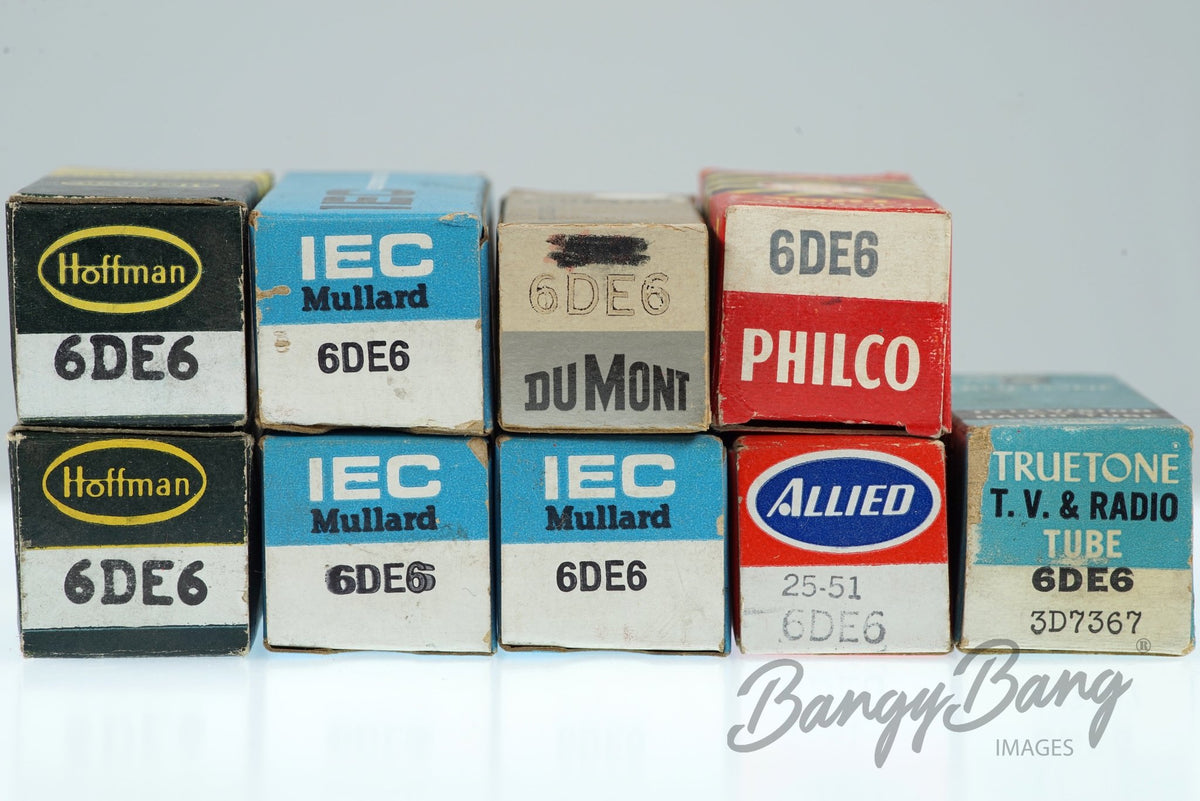 Hoffman
6DE6
IEC
IEC
Mullard
6DE6
6DE6
DUMONT
6DE6
PHILCO
Hoffman
6DE6
IEC
Mullard
6DE6
IEC
Mullard
6DE6
ALLIED
25-51
6DE6
TRUETONE
T. V. & RADIO
TUBE
6DE6
3D7367
®
BangyBang
IMAGES